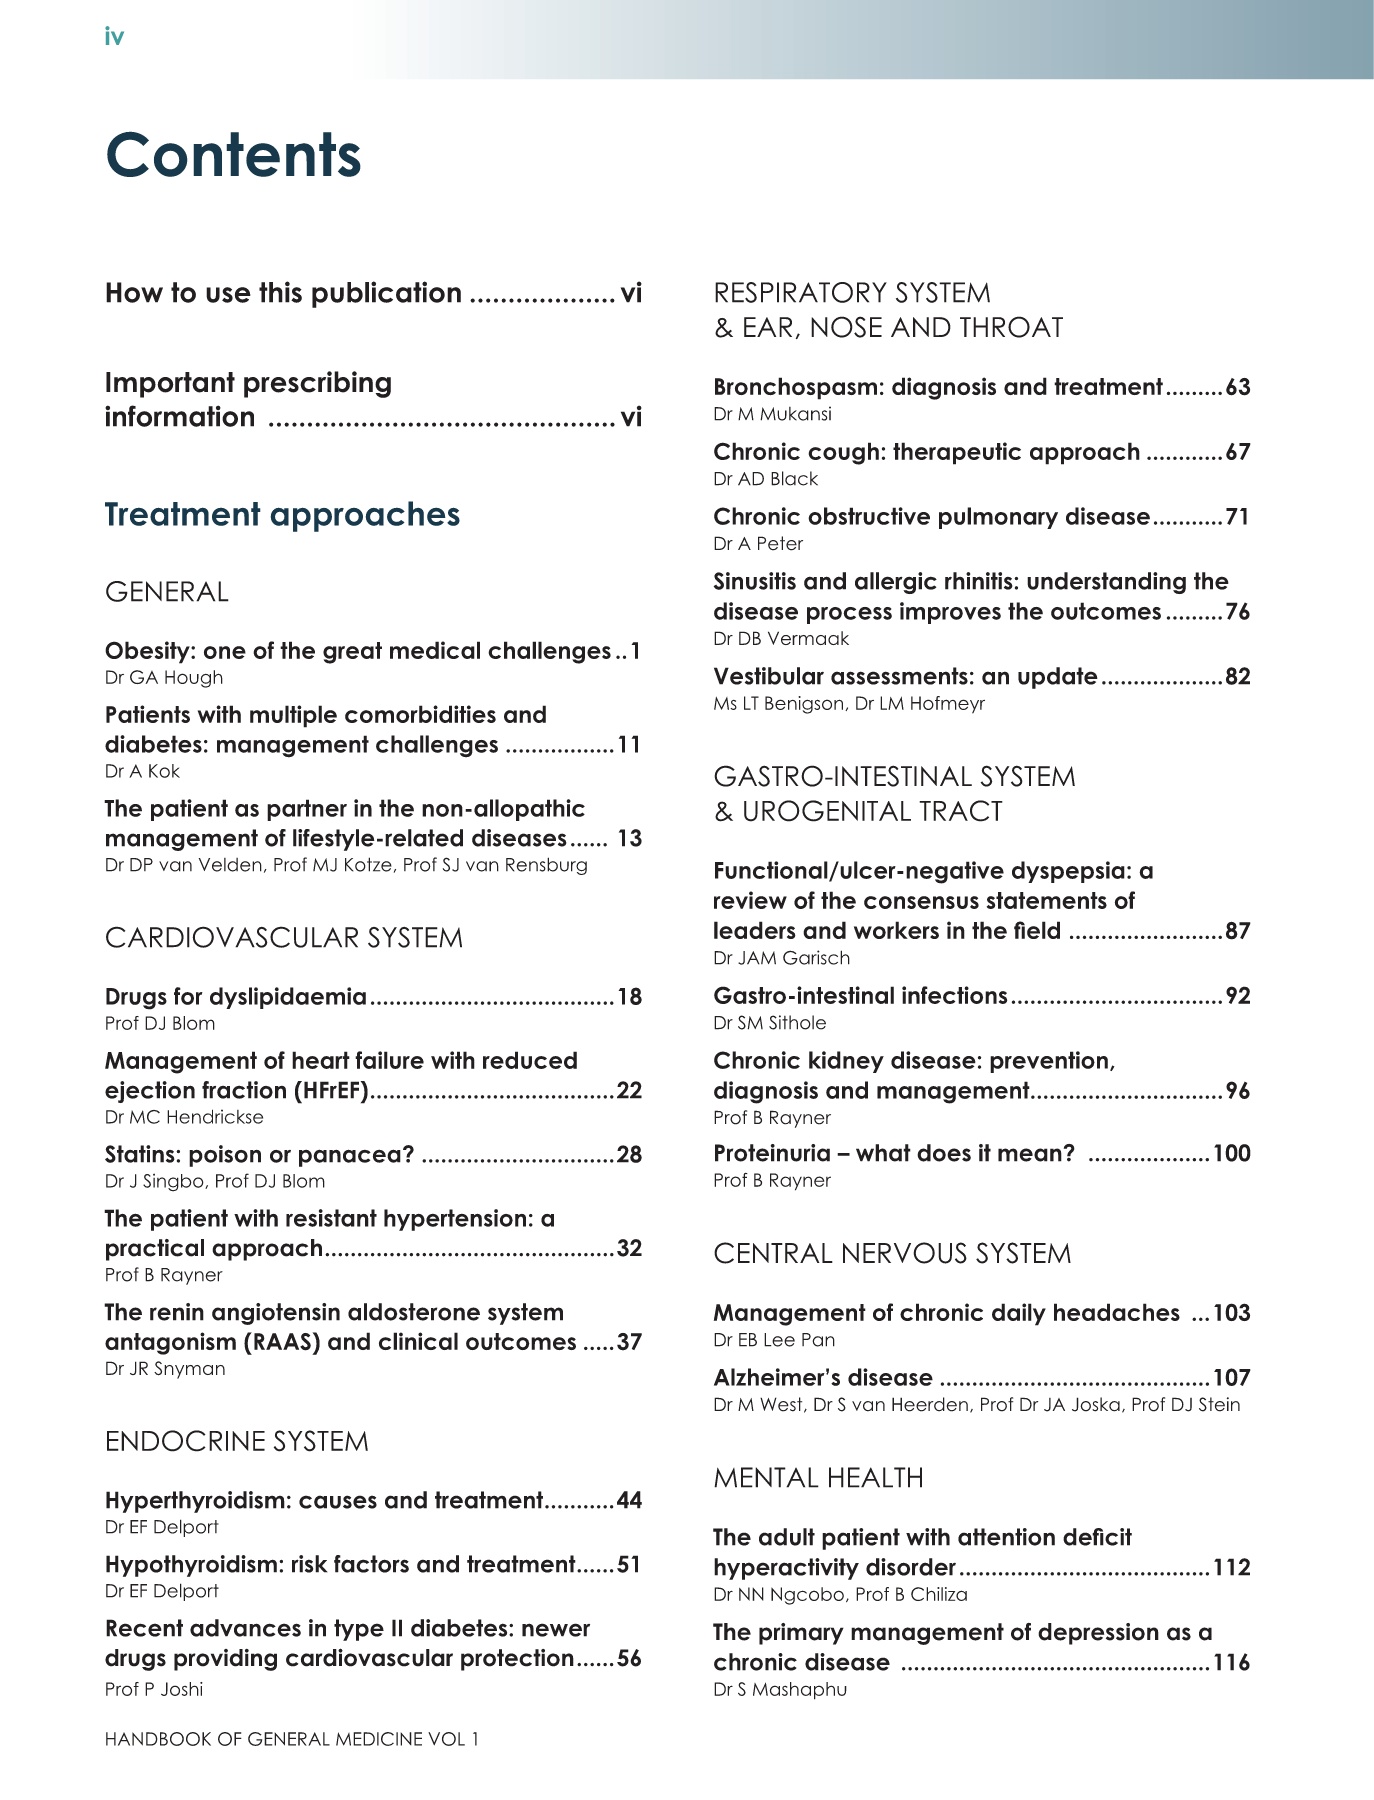 iv
Contents
How to use this publication ................... vi
Important prescribing
information ............................................. vi
Treatment approaches
GENERAL
Obesity: one of the great medical challenges..1
Dr GA Hough
Patients with multiple comorbidities and
diabetes: management challenges .................11
Dr A Kok
The patient as partner in the non-allopathic
management of lifestyle-related diseases...... 13
Dr DP van Velden, Prof MJ Kotze, Prof SJ van Rensburg
CARDIOVASCULAR SYSTEM
Drugs for dyslipidaemia......................................18
Prof DJ Blom
Management of heart failure with reduced
ejection fraction (HFrEF)......................................22
Dr MC Hendrickse
Statins: poison or panacea? ..............................28
Dr J Singbo, Prof DJ Blom
The patient with resistant hypertension: a
practical approach.............................................32
Prof B Rayner
The renin angiotensin aldosterone system
antagonism (RAAS) and clinical outcomes .....37
Dr JR Snyman
ENDOCRINE SYSTEM
Hyperthyroidism: causes and treatment...........44
Dr EF Delport
Hypothyroidism: risk factors and treatment......51
Dr EF Delport
Recent advances in type II diabetes: newer
drugs providing cardiovascular protection......56
Prof P Joshi
RESPIRATORY SYSTEM
& EAR, NOSE AND THROAT
Bronchospasm: diagnosis and treatment.........63
Dr M Mukansi
Chronic cough: therapeutic approach ............67
Dr AD Black
Chronic obstructive pulmonary disease...........71
Dr A Peter
Sinusitis and allergic rhinitis: understanding the
disease process improves the outcomes.........76
Dr DB Vermaak
Vestibular assessments: an update...................82
Ms LT Benigson, Dr LM Hofmeyr
GASTRO-INTESTINAL SYSTEM
& UROGENITAL TRACT
Functional/ulcer-negative dyspepsia: a
review of the consensus statements of
leaders and workers in the field ........................87
Dr JAM Garisch
Gastro-intestinal infections.................................92
Dr SM Sithole
Chronic kidney disease: prevention,
diagnosis and management..............................96
Prof B Rayner
Proteinuria – what does it mean? ...................100
Prof B Rayner
CENTRAL NERVOUS SYSTEM
Management of chronic daily headaches ...103
Dr EB Lee Pan
Alzheimer’s disease ..........................................107
Dr M West, Dr S van Heerden, Prof Dr JA Joska, Prof DJ Stein
MENTAL HEALTH
The adult patient with attention deficit
hyperactivity disorder.......................................112
Dr NN Ngcobo, Prof B Chiliza
The primary management of depression as a
chronic disease ................................................116
Dr S Mashaphu
HANDBOOK OF GENERAL MEDICINE VOL 1